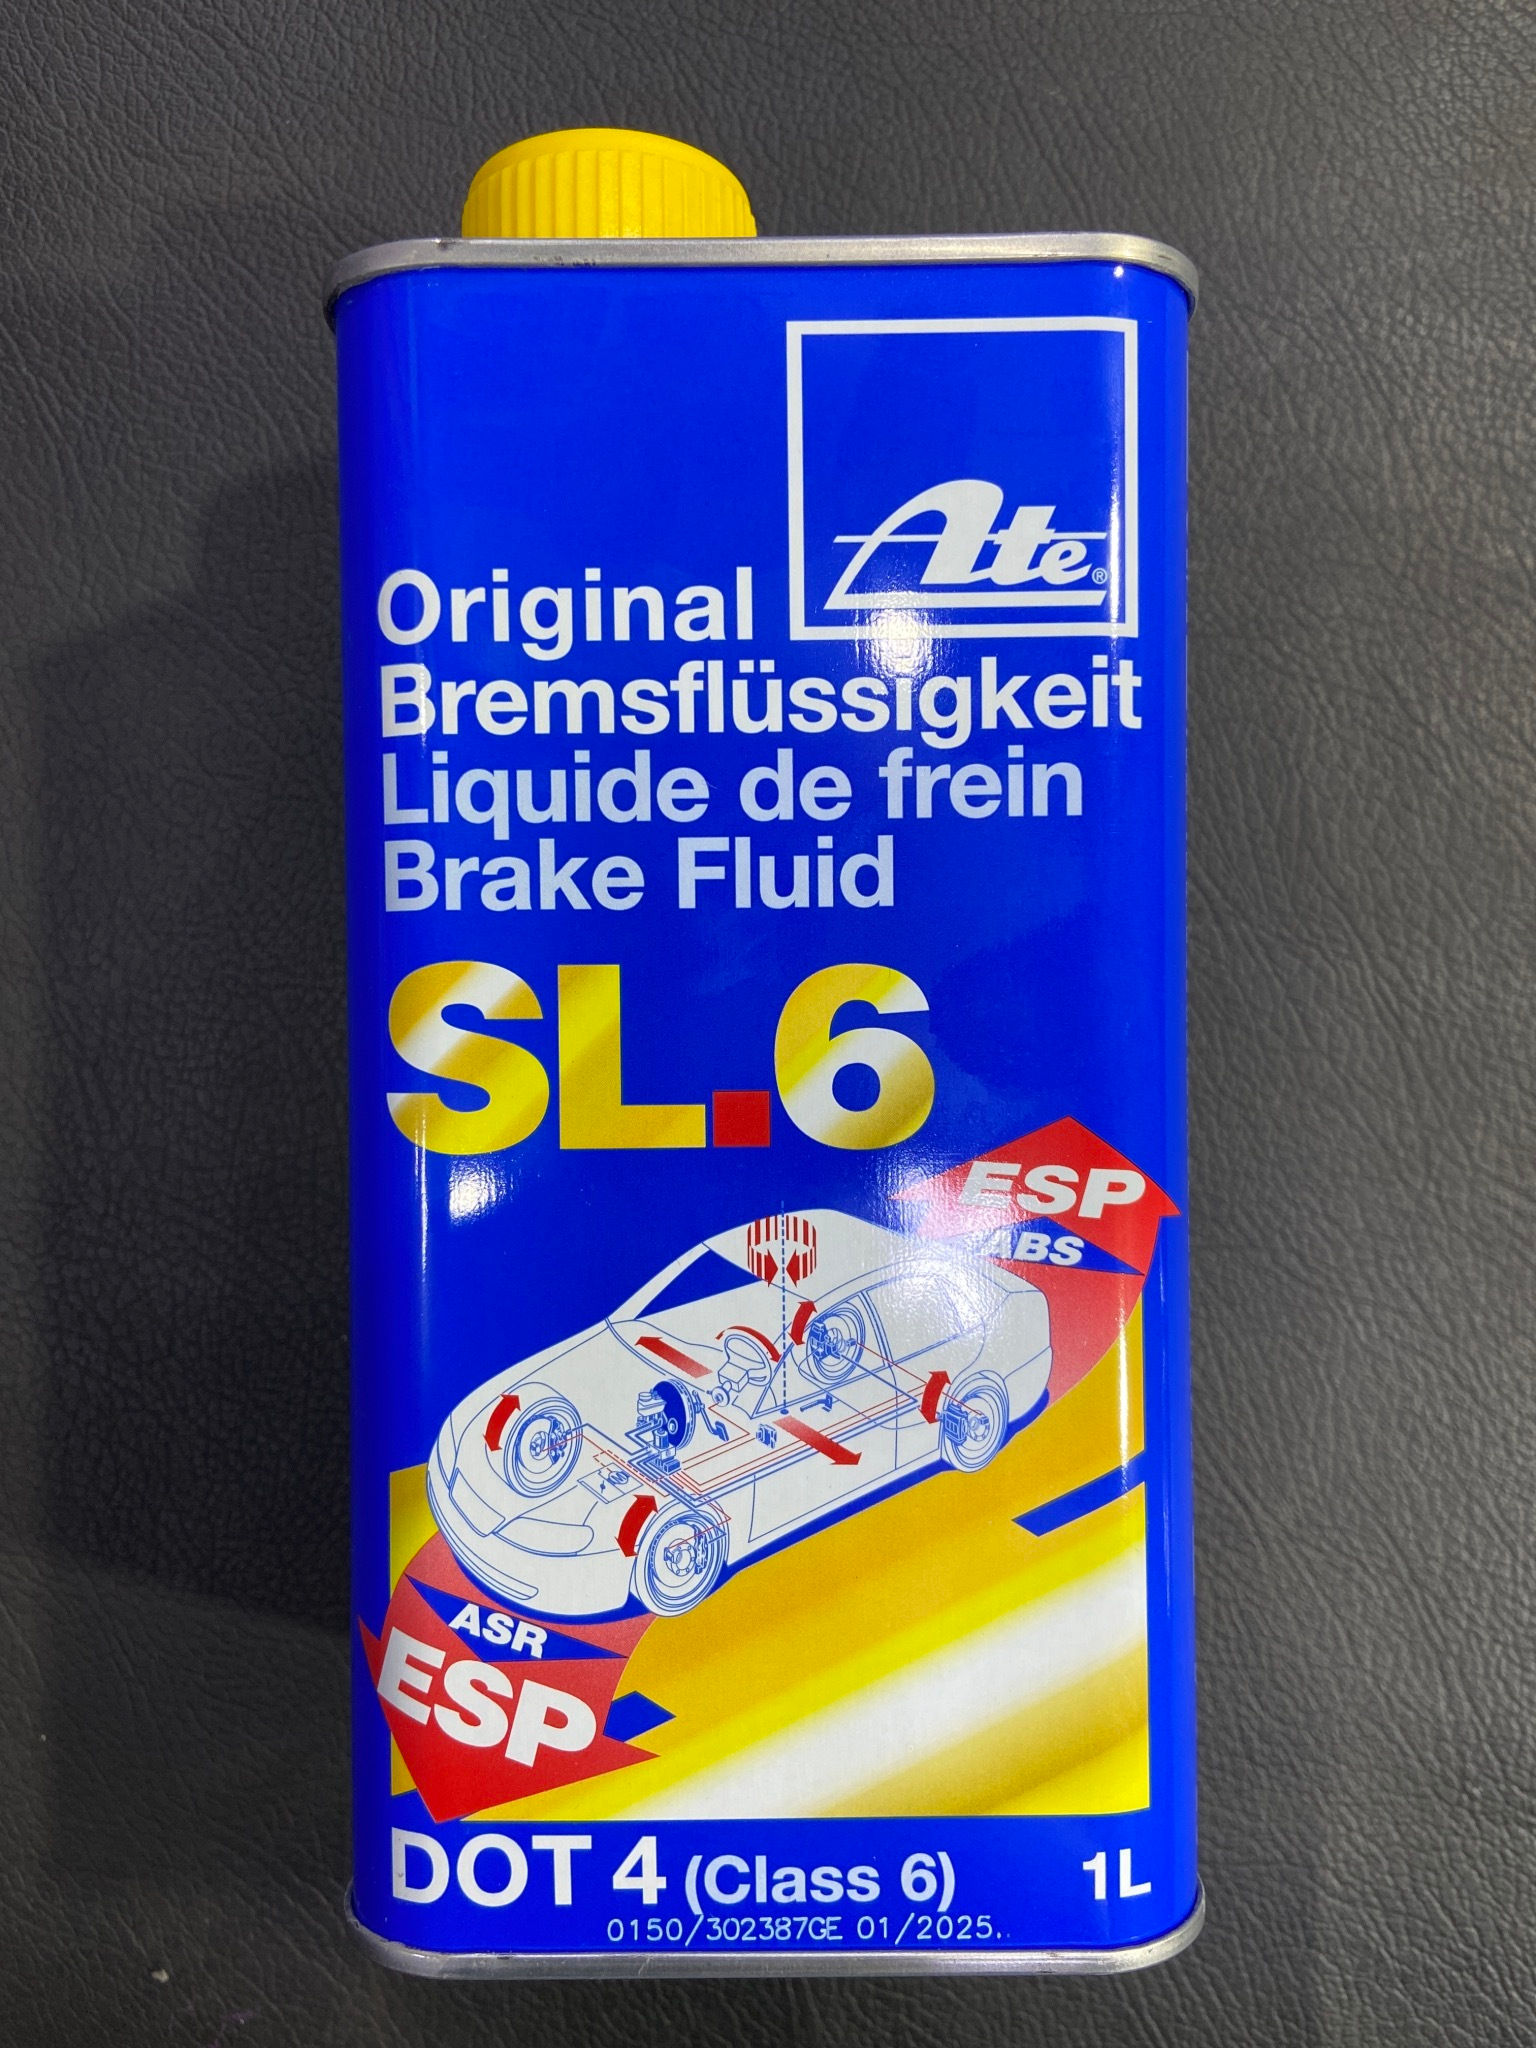 Ate®
Original
Bremsflüssigkeit
Liquide de frein
Brake Fluid
SL.6
ESP
ABS
ASR
ESP
DOT 4 (Class 6) 1L
0150/302387GE 01/2025..